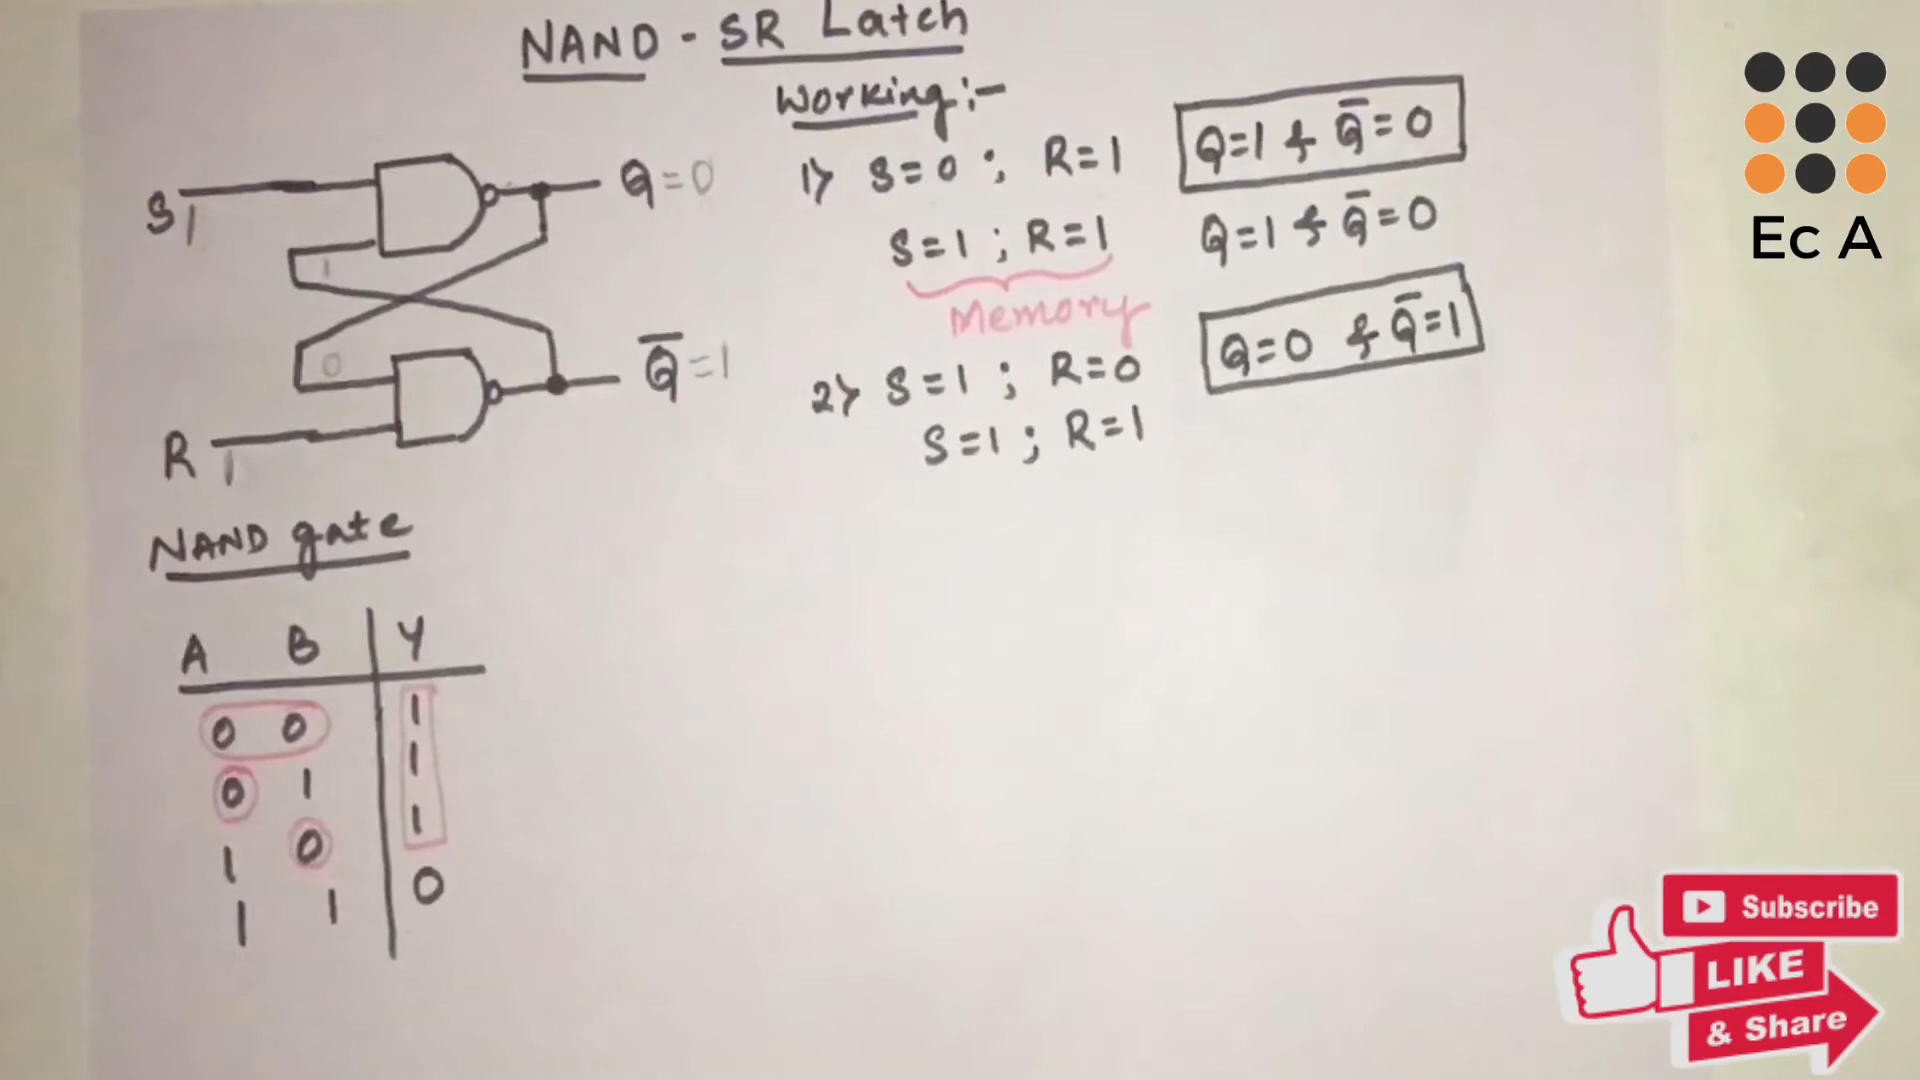 NAND - SR Latch
Working:-
S 1
Q = 0
1
0
Q̅ = 1
R 1
1) S=0 ; R=1 Q=1 & Q̅=0
S=1 ; R=1 Q=1 & Q̅=0
Memory
2) S=1 ; R=0 Q=0 & Q̅=1
S=1 ; R=1
NAND gate
A B Y
0 0 1
0 1 1
1 0 1
1 1 0
Ec A
Subscribe
LIKE
& Share